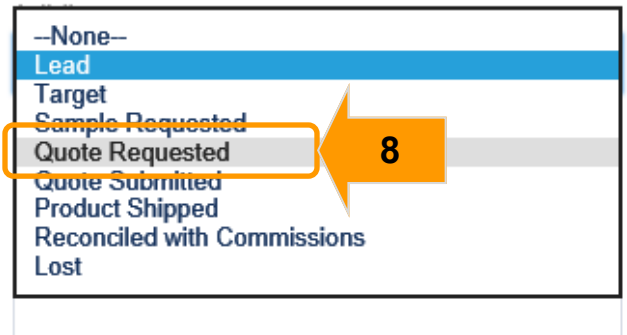 --None--
Lead
Target
Sample Requested
Quote Requested
8
Quote Submitted
Product Shipped
Reconciled with Commissions
Lost